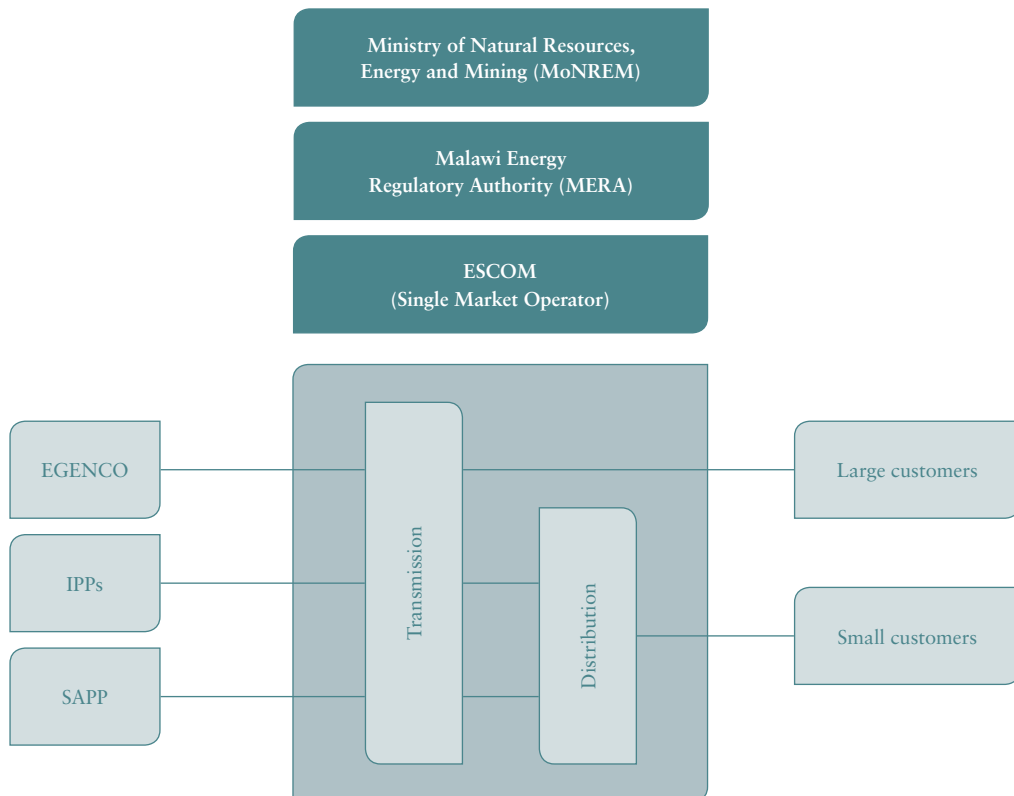 Ministry of Natural Resources,
Energy and Mining (MoNREM)
Malawi Energy
Regulatory Authority (MERA)
ESCOM
(Single Market Operator)
EGENCO
IPPs
SAPP
Transmission
Distribution
Large customers
Small customers